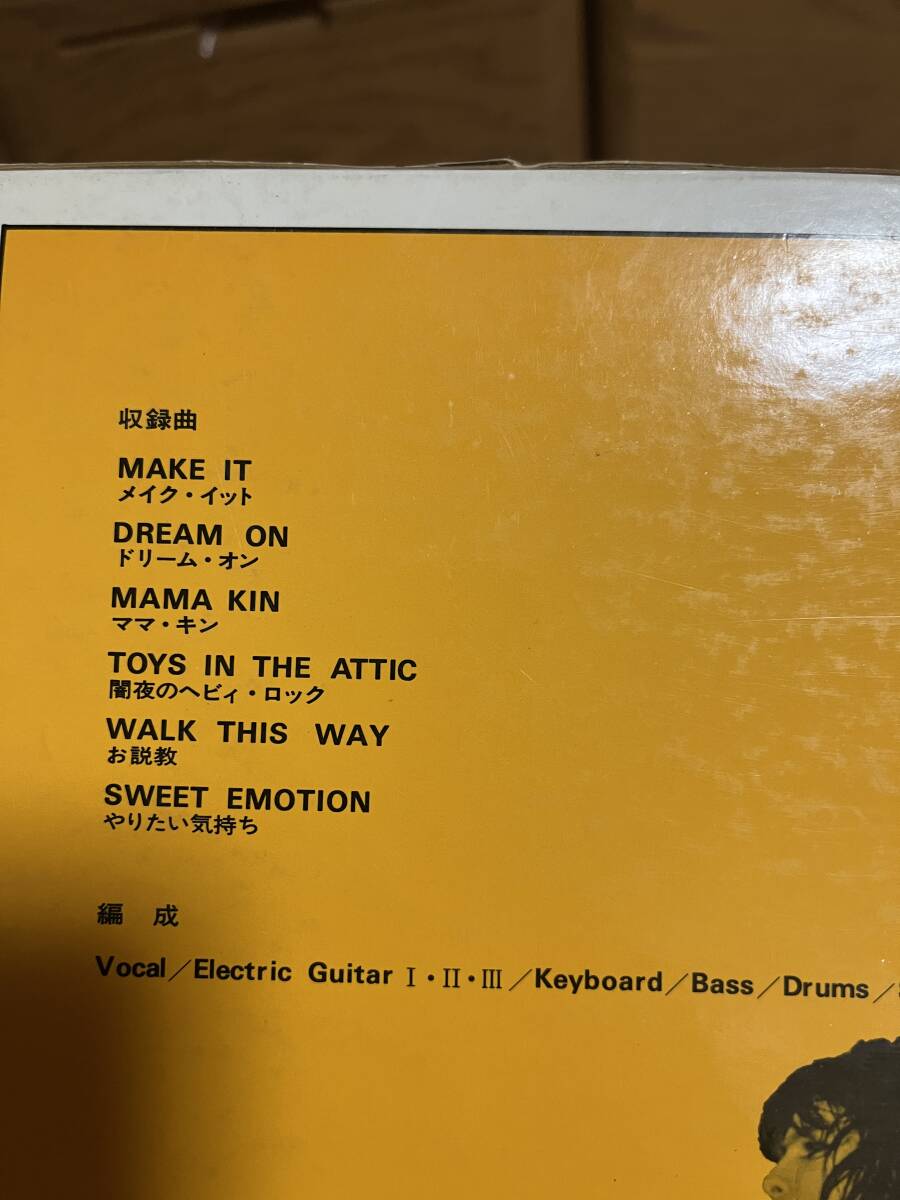 収録曲
MAKE IT
メイク・イット
DREAM ON
ドリーム・オン
MAMA KIN
ママ・キン
TOYS IN THE ATTIC
闇夜のヘビィ・ロック
WALK THIS WAY
お説教
SWEET EMOTION
やりたい気持ち
編 成
Vocal／Electric Guitar Ⅰ・Ⅱ・Ⅲ／Keyboard／Bass／Drums／